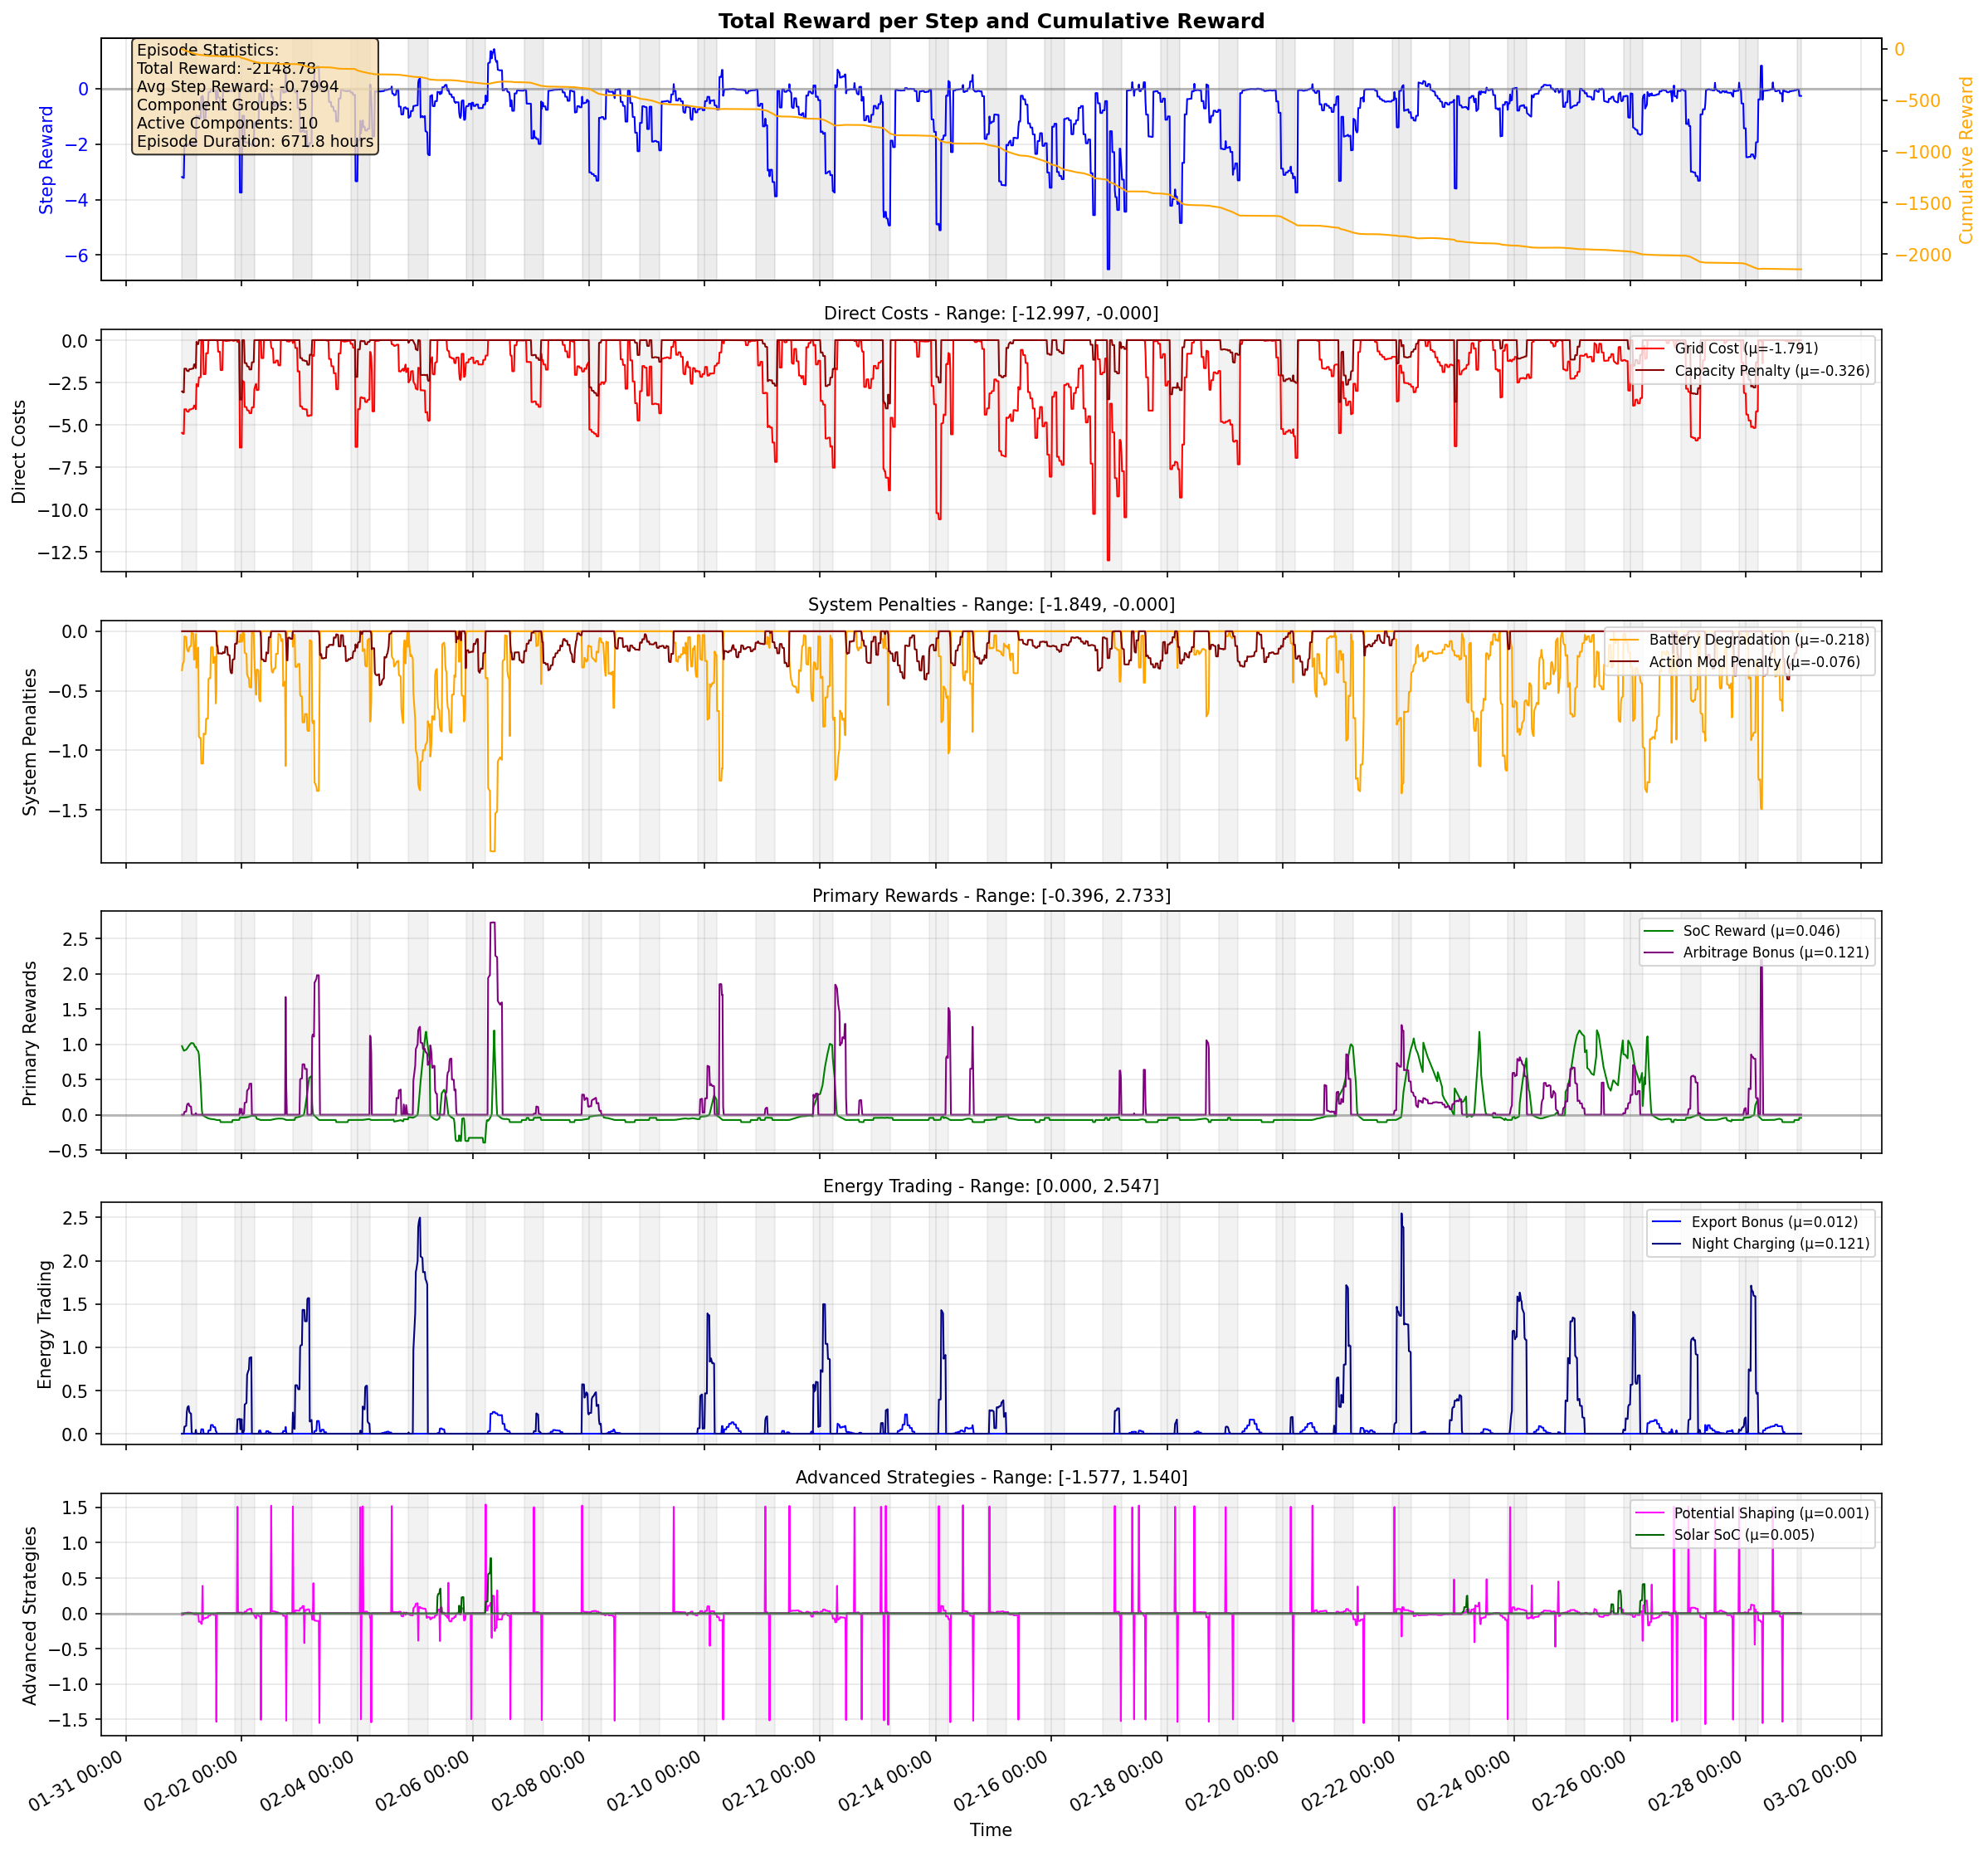 Total Reward per Step and Cumulative Reward
Episode Statistics:
Total Reward: -2148.78
Avg Step Reward: -0.7994
Component Groups: 5
Active Components: 10
Episode Duration: 671.8 hours
Step Reward
0
−2
−4
−6
Cumulative Reward
0
−500
−1000
−1500
−2000
Direct Costs - Range: [-12.997, -0.000]
Direct Costs
0.0
−2.5
−5.0
−7.5
−10.0
−12.5
Grid Cost (μ=-1.791)
Capacity Penalty (μ=-0.326)
System Penalties - Range: [-1.849, -0.000]
System Penalties
0.0
−0.5
−1.0
−1.5
Battery Degradation (μ=-0.218)
Action Mod Penalty (μ=-0.076)
Primary Rewards - Range: [-0.396, 2.733]
Primary Rewards
2.5
2.0
1.5
1.0
0.5
0.0
−0.5
SoC Reward (μ=0.046)
Arbitrage Bonus (μ=0.121)
Energy Trading - Range: [0.000, 2.547]
Energy Trading
2.5
2.0
1.5
1.0
0.5
0.0
Export Bonus (μ=0.012)
Night Charging (μ=0.121)
Advanced Strategies - Range: [-1.577, 1.540]
Advanced Strategies
1.5
1.0
0.5
0.0
−0.5
−1.0
−1.5
Potential Shaping (μ=0.001)
Solar SoC (μ=0.005)
01-31 00:00
02-02 00:00
02-04 00:00
02-06 00:00
02-08 00:00
02-10 00:00
02-12 00:00
02-14 00:00
02-16 00:00
02-18 00:00
02-20 00:00
02-22 00:00
02-24 00:00
02-26 00:00
02-28 00:00
03-02 00:00
Time